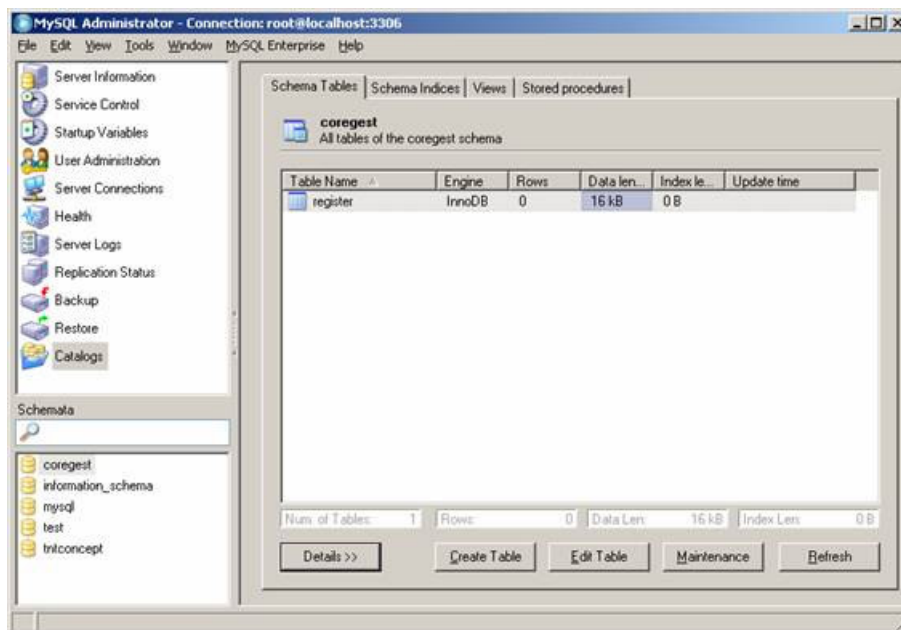 MySQL Administrator - Connection: root@localhost:3306
File Edit View Tools Window MySQL Enterprise Help
Server Information
Service Control
Startup Variables
User Administration
Server Connections
Health
Server Logs
Replication Status
Backup
Restore
Catalogs
Schemata
coregest
information_schema
mysql
test
tntconcept
Schema Tables Schema Indices Views Stored procedures
coregest
All tables of the coregest schema
Table Name Engine Rows Data len... Index le... Update time
register InnoDB 0 16 kB 0 B
Num. of Tables: 1 Rows: 0 Data Len: 16 kB Index Len: 0 B
Details >> Create Table Edit Table Maintenance Refresh